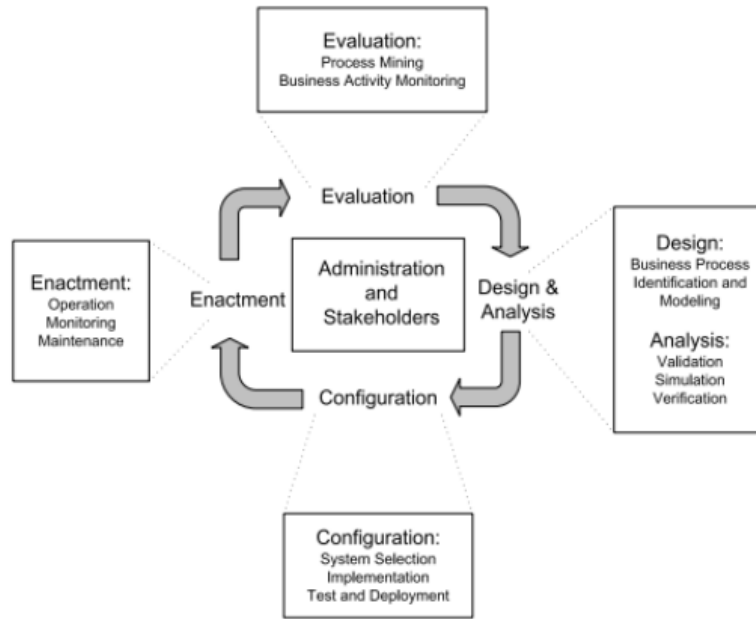 Evaluation:
Process Mining
Business Activity Monitoring
Evaluation
Enactment:
Operation
Monitoring
Maintenance
Enactment
Administration
and
Stakeholders
Design &
Analysis
Design:
Business Process
Identification and
Modeling
Analysis:
Validation
Simulation
Verification
Configuration
Configuration:
System Selection
Implementation
Test and Deployment